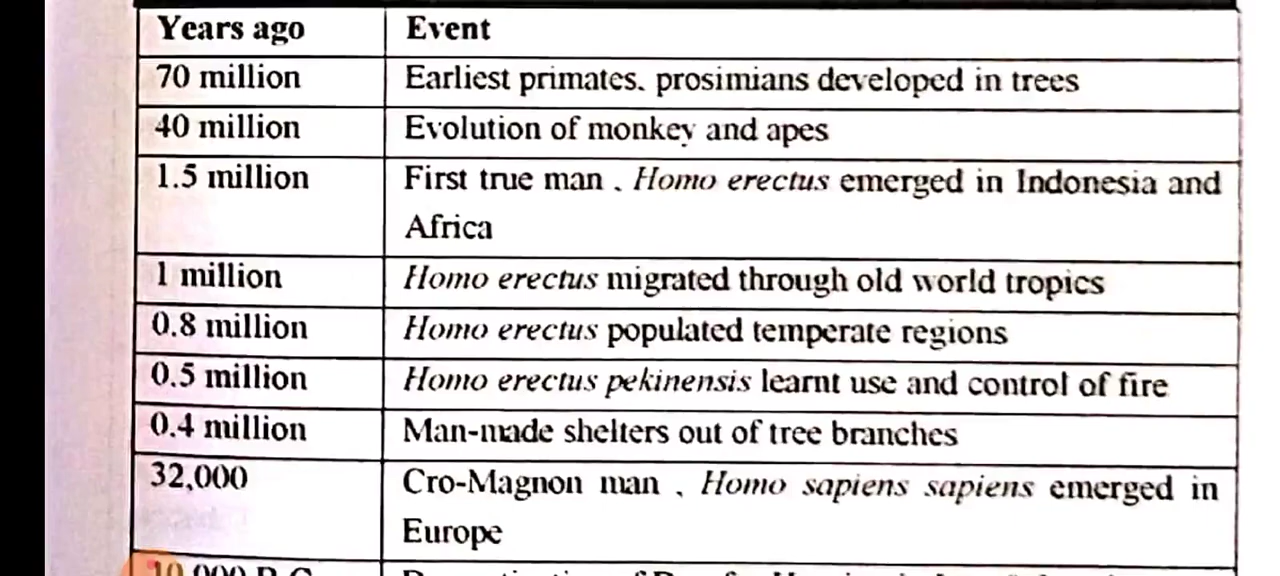 Years ago Event
70 million Earliest primates. prosimians developed in trees
40 million Evolution of monkey and apes
1.5 million First true man . Homo erectus emerged in Indonesia and
Africa
1 million Homo erectus migrated through old world tropics
0.8 million Homo erectus populated temperate regions
0.5 million Homo erectus pekinensis learnt use and control of fire
0.4 million Man-made shelters out of tree branches
32,000 Cro-Magnon man . Homo sapiens sapiens emerged in
Europe
10,000 B.C.